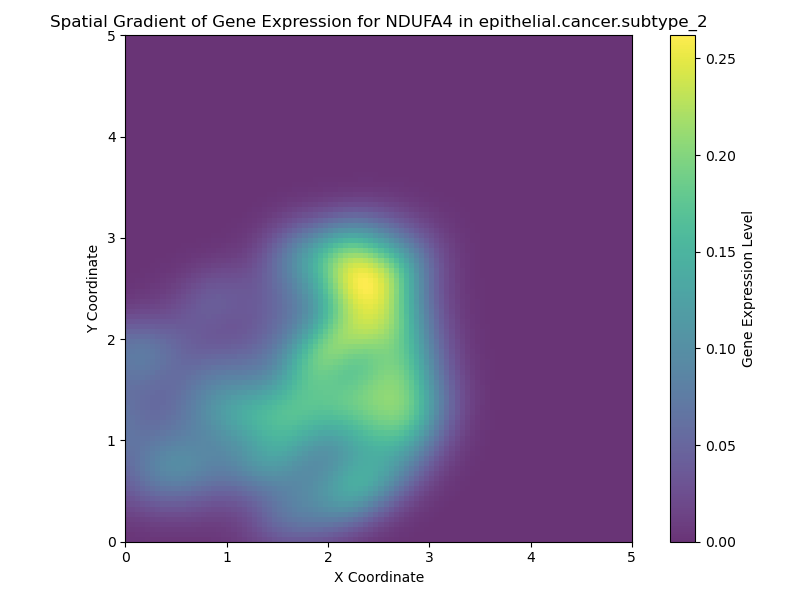 Spatial Gradient of Gene Expression for NDUFA4 in epithelial.cancer.subtype_2
5
4
3
2
1
0
Y Coordinate
0 1 2 3 4 5
X Coordinate
0.25
0.20
0.15
0.10
0.05
0.00
Gene Expression Level